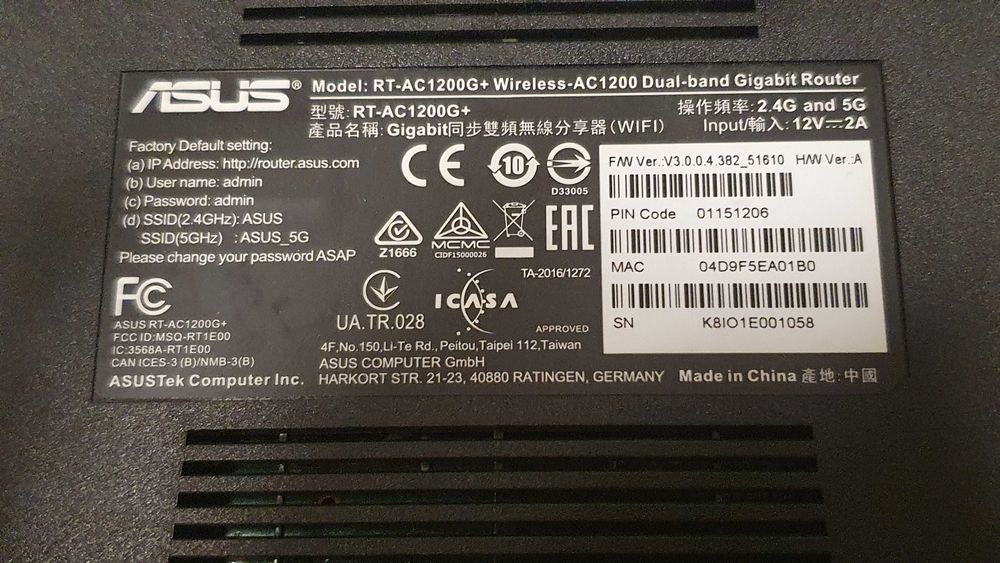 ASUS® Model: RT-AC1200G+ Wireless-AC1200 Dual-band Gigabit Router
型號: RT-AC1200G+
操作頻率: 2.4G and 5G
產品名稱: Gigabit同步雙頻無線分享器(WIFI)
Input/輸入: 12V⎓2A
Factory Default setting:
(a) IP Address: http://router.asus.com
(b) User name: admin
(c) Password: admin
(d) SSID(2.4GHz): ASUS
SSID(5GHz) : ASUS_5G
Please change your password ASAP
CE
10
D33005
Z1666
MCMC
CIDF15000026
EAC
F/W Ver.:V3.0.0.4.382_51610 H/W Ver.:A
PIN Code 01151206
MAC 04D9F5EA01B0
SN K8IO1E001058
FC
ASUS RT-AC1200G+
FCC ID:MSQ-RT1E00
IC:3568A-RT1E00
CAN ICES-3 (B)/NMB-3(B)
ASUSTek Computer Inc.
UA.TR.028
ICASA
TA-2016/1272
APPROVED
4F,No.150,Li-Te Rd., Peitou,Taipei 112,Taiwan
ASUS COMPUTER GmbH
HARKORT STR. 21-23, 40880 RATINGEN, GERMANY
Made in China 產地: 中國